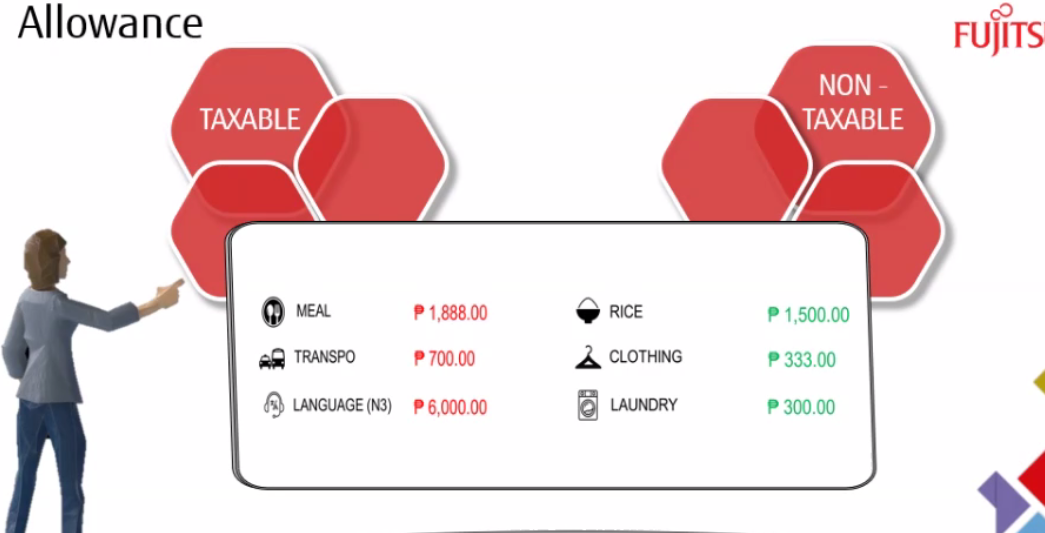 Allowance
FUJITSU
TAXABLE
NON -
TAXABLE
MEAL ₱ 1,888.00 RICE ₱ 1,500.00
TRANSPO ₱ 700.00 CLOTHING ₱ 333.00
LANGUAGE (N3) ₱ 6,000.00 LAUNDRY ₱ 300.00